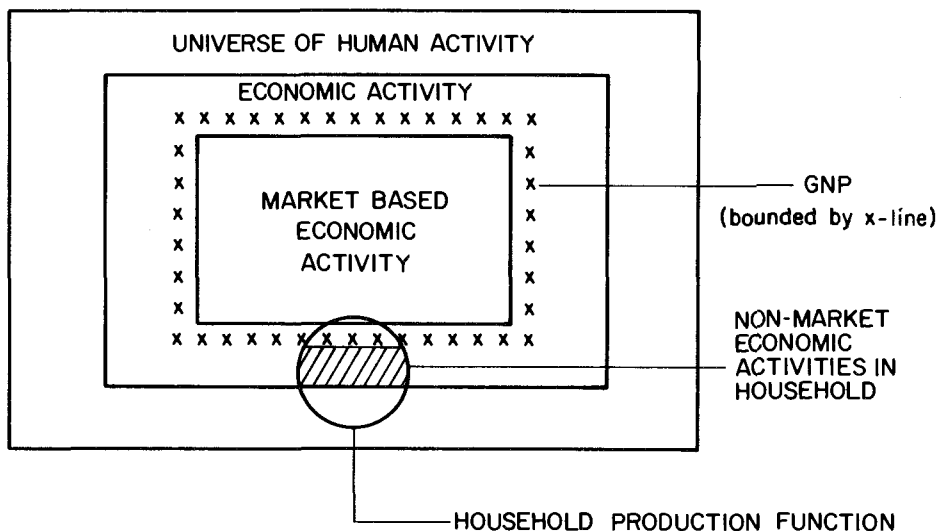 UNIVERSE OF HUMAN ACTIVITY
ECONOMIC ACTIVITY
x x x x x x x x x x x x x x x
x x
x x
x x
x x
x x
x x
x x x x x x x x x x x x x x x
MARKET BASED
ECONOMIC
ACTIVITY
GNP
(bounded by x-line)
NON-MARKET
ECONOMIC
ACTIVITIES IN
HOUSEHOLD
HOUSEHOLD PRODUCTION FUNCTION